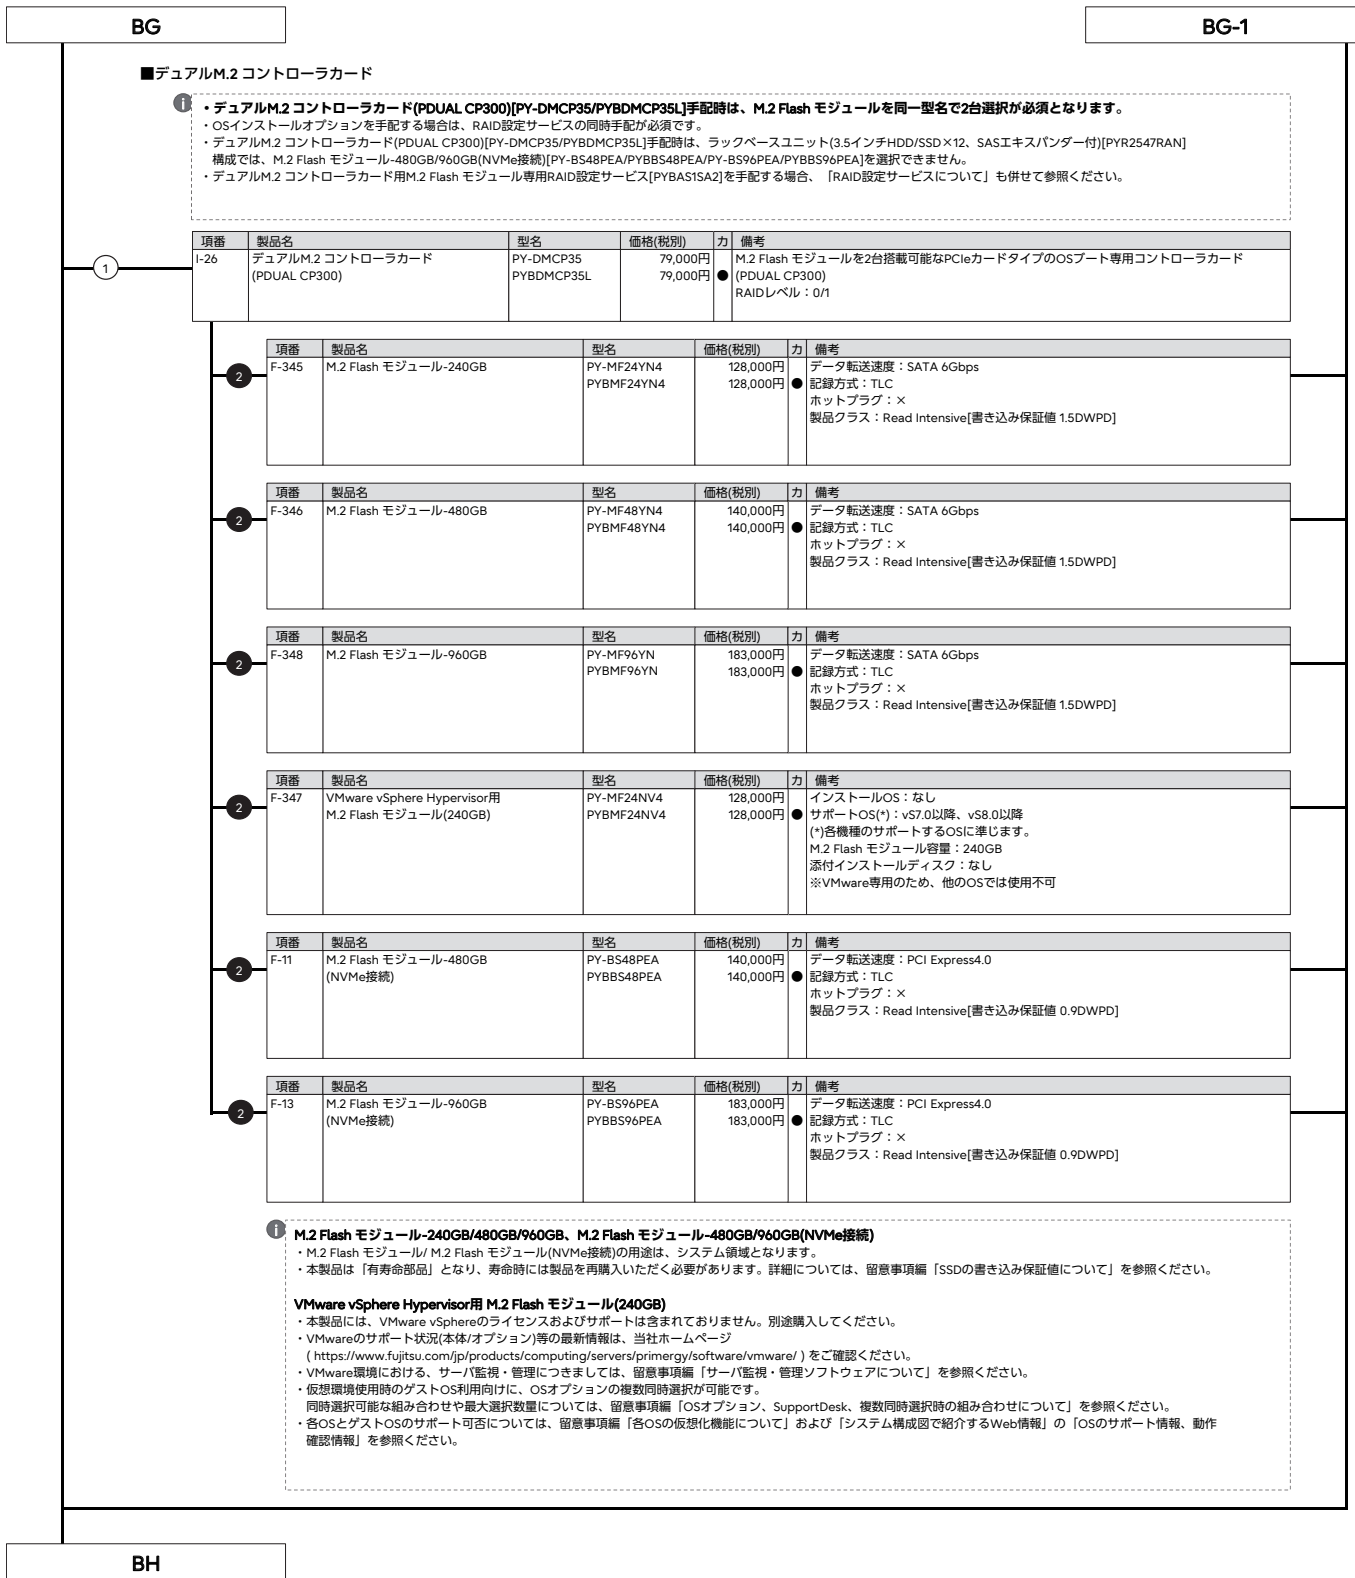 BG
BG-1
■デュアルM.2 コントローラカード
・デュアルM.2 コントローラカード(PDUAL CP300)[PY-DMCP35/PYBDMCP35L]手配時は、M.2 Flash モジュールを同一型名で2台選択が必須となります。
・OSインストールオプションを手配する場合は、RAID設定サービスの同時手配が必須です。
・デュアルM.2 コントローラカード(PDUAL CP300)[PY-DMCP35/PYBDMCP35L]手配時は、ラックベースユニット(3.5インチHDD/SSD×12、SASエキスパンダー付)[PYR2547RAN]
構成では、M.2 Flash モジュール-480GB/960GB(NVMe接続)[PY-BS48PEA/PYBBS48PEA/PY-BS96PEA/PYBBS96PEA]を選択できません。
・デュアルM.2 コントローラカード用M.2 Flash モジュール専用RAID設定サービス[PYBAS1SA2]を手配する場合、「RAID設定サービスについて」も併せて参照ください。
項番 製品名 型名 価格(税別) カ 備考
1 I-26 デュアルM.2 コントローラカード PY-DMCP35 79,000円 M.2 Flash モジュールを2台搭載可能なPCIeカードタイプのOSブート専用コントローラカード
(PDUAL CP300) PYBDMCP35L 79,000円 ● (PDUAL CP300)
RAIDレベル：0/1
項番 製品名 型名 価格(税別) カ 備考
2 F-345 M.2 Flash モジュール-240GB PY-MF24YN4 128,000円 データ転送速度：SATA 6Gbps
PYBMF24YN4 128,000円 ● 記録方式：TLC
ホットプラグ：×
製品クラス：Read Intensive[書き込み保証値 1.5DWPD]
項番 製品名 型名 価格(税別) カ 備考
2 F-346 M.2 Flash モジュール-480GB PY-MF48YN4 140,000円 データ転送速度：SATA 6Gbps
PYBMF48YN4 140,000円 ● 記録方式：TLC
ホットプラグ：×
製品クラス：Read Intensive[書き込み保証値 1.5DWPD]
項番 製品名 型名 価格(税別) カ 備考
2 F-348 M.2 Flash モジュール-960GB PY-MF96YN 183,000円 データ転送速度：SATA 6Gbps
PYBMF96YN 183,000円 ● 記録方式：TLC
ホットプラグ：×
製品クラス：Read Intensive[書き込み保証値 1.5DWPD]
項番 製品名 型名 価格(税別) カ 備考
2 F-347 VMware vSphere Hypervisor用 PY-MF24NV4 128,000円 インストールOS：なし
M.2 Flash モジュール(240GB) PYBMF24NV4 128,000円 ● サポートOS(*)：vS7.0以降、vS8.0以降
(*)各機種のサポートするOSに準じます。
M.2 Flash モジュール容量：240GB
添付インストールディスク：なし
※VMware専用のため、他のOSでは使用不可
項番 製品名 型名 価格(税別) カ 備考
2 F-11 M.2 Flash モジュール-480GB PY-BS48PEA 140,000円 データ転送速度：PCI Express4.0
(NVMe接続) PYBBS48PEA 140,000円 ● 記録方式：TLC
ホットプラグ：×
製品クラス：Read Intensive[書き込み保証値 0.9DWPD]
項番 製品名 型名 価格(税別) カ 備考
2 F-13 M.2 Flash モジュール-960GB PY-BS96PEA 183,000円 データ転送速度：PCI Express4.0
(NVMe接続) PYBBS96PEA 183,000円 ● 記録方式：TLC
ホットプラグ：×
製品クラス：Read Intensive[書き込み保証値 0.9DWPD]
M.2 Flash モジュール-240GB/480GB/960GB、M.2 Flash モジュール-480GB/960GB(NVMe接続)
・M.2 Flash モジュール/ M.2 Flash モジュール(NVMe接続)の用途は、システム領域となります。
・本製品は「有寿命部品」となり、寿命時には製品を再購入いただく必要があります。詳細については、留意事項編「SSDの書き込み保証値について」を参照ください。
VMware vSphere Hypervisor用 M.2 Flash モジュール(240GB)
・本製品には、VMware vSphereのライセンスおよびサポートは含まれておりません。別途購入してください。
・VMwareのサポート状況(本体/オプション)等の最新情報は、当社ホームページ
( https://www.fujitsu.com/jp/products/computing/servers/primergy/software/vmware/ ) をご確認ください。
・VMware環境における、サーバ監視・管理につきましては、留意事項編「サーバ監視・管理ソフトウェアについて」を参照ください。
・仮想環境使用時のゲストOS利用向けに、OSオプションの複数同時選択が可能です。
同時選択可能な組み合わせや最大選択数量については、留意事項編「OSオプション、SupportDesk、複数同時選択時の組み合わせについて」を参照ください。
・各OSとゲストOSのサポート可否については、留意事項編「各OSの仮想化機能について」および「システム構成図で紹介するWeb情報」の「OSのサポート情報、動作
確認情報」を参照ください。
BH